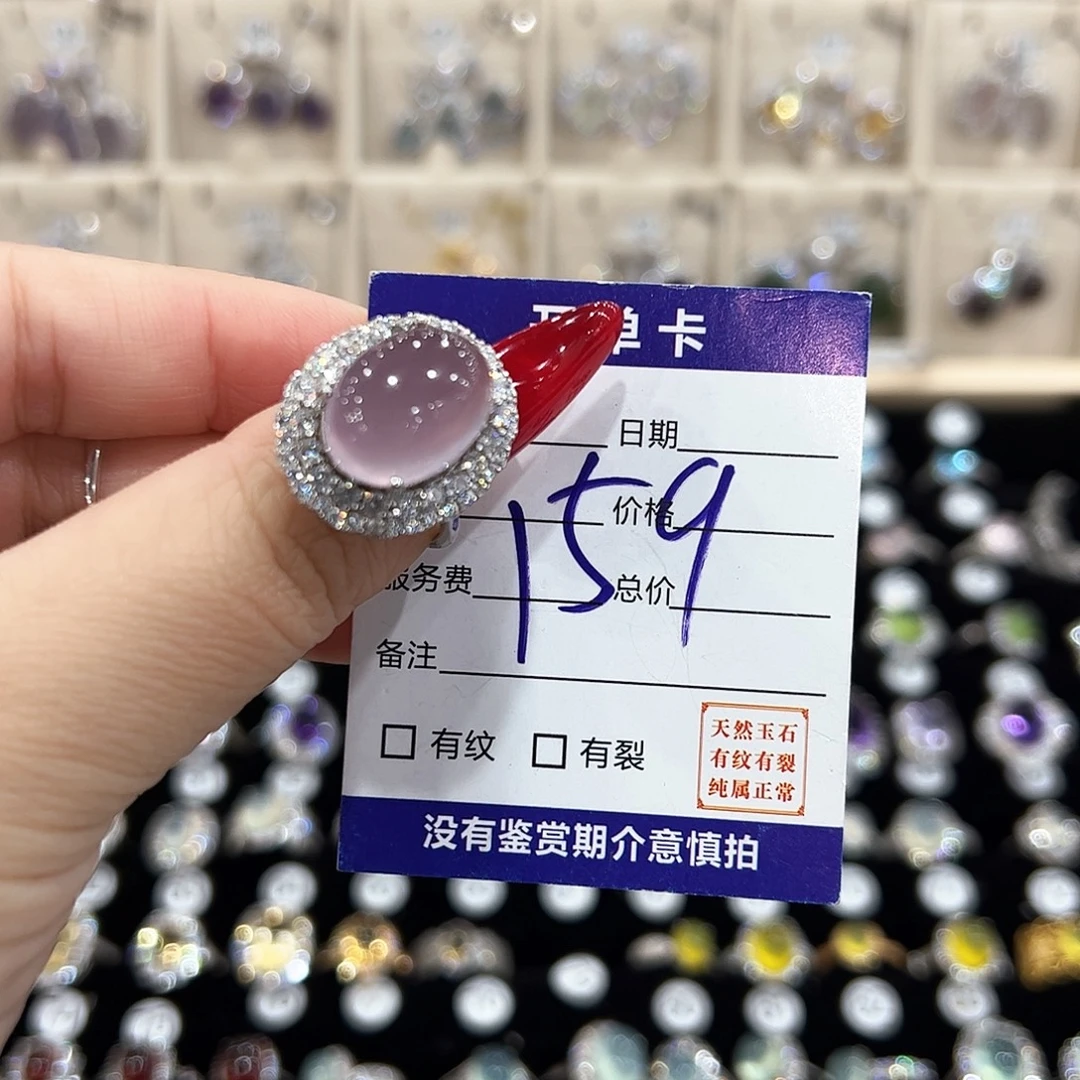 单卡
日期
价格
159
服务费 总价
备注
有纹 有裂
天然玉石
有纹有裂
纯属正常
没有鉴赏期介意慎拍